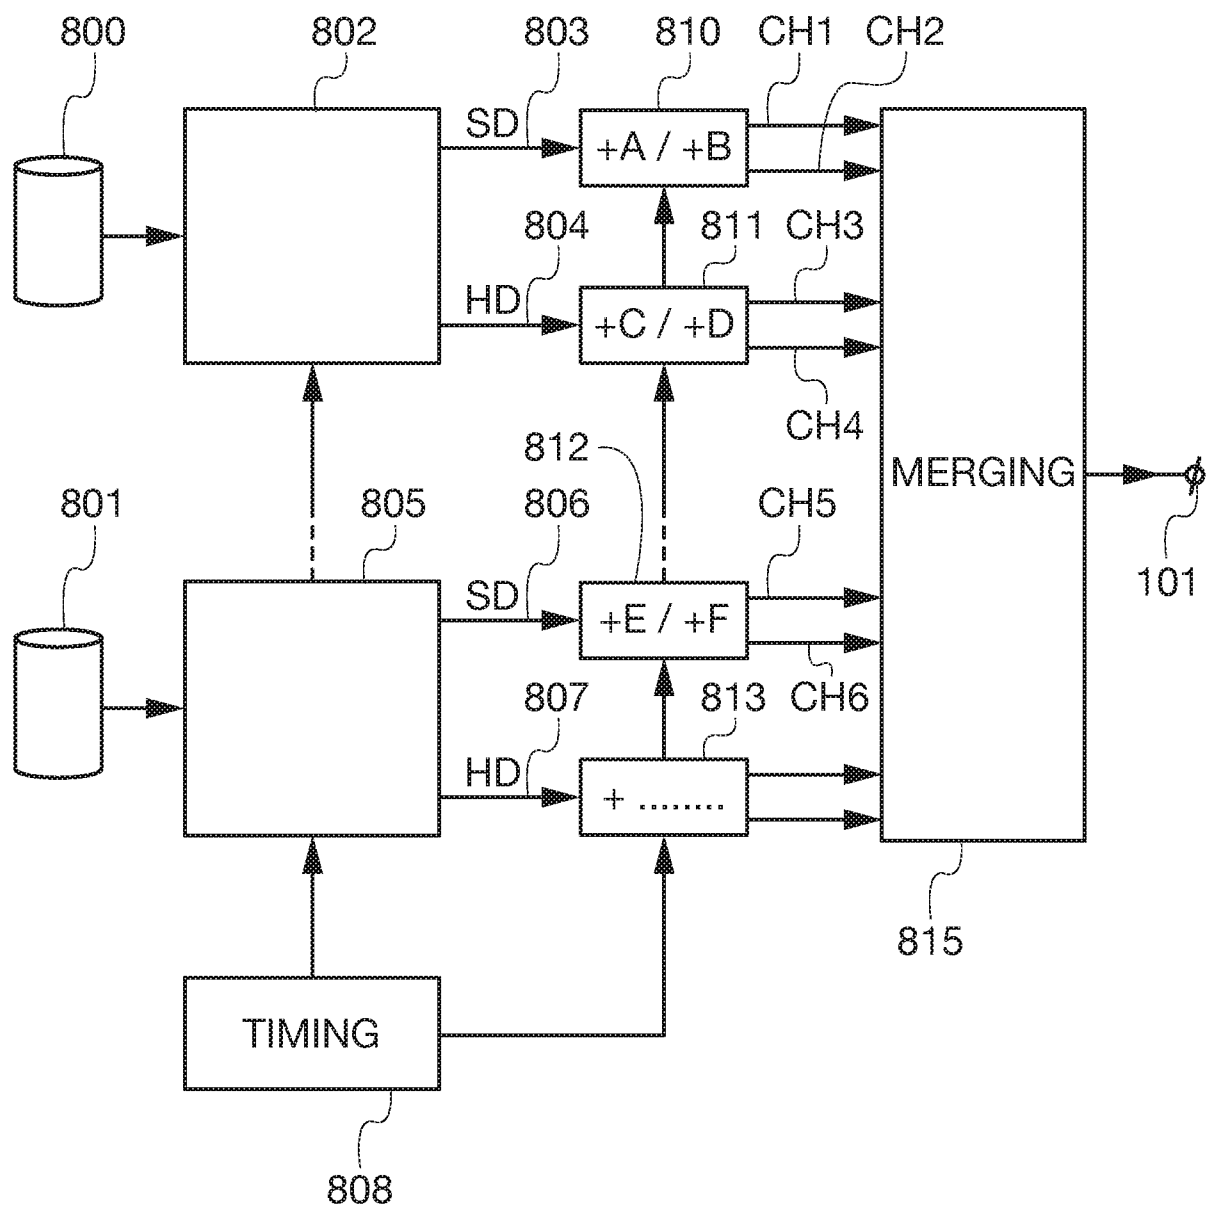 800 802 803 810 CH1 CH2
SD
+A / +B
804 811 CH3
HD
+C / +D
CH4
812
MERGING
801 805 806 CH5
101
SD
+E / +F
807 813 CH6
HD
+ ........
815
TIMING
808